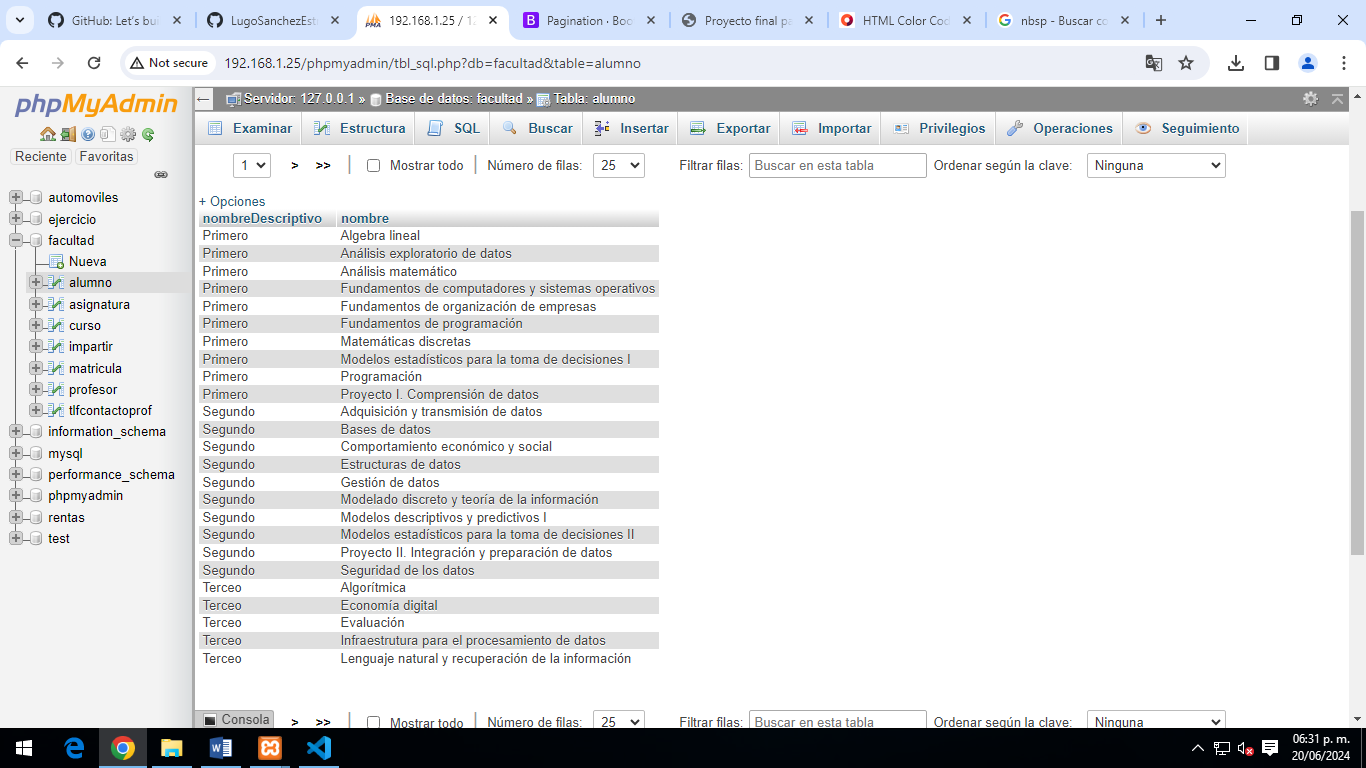 GitHub: Let's bui
LugoSanchezEst
192.168.1.25 / 12
Pagination · Boo
Proyecto final pa
HTML Color Cod
nbsp - Buscar co
Not secure
192.168.1.25/phpmyadmin/tbl_sql.php?db=facultad&table=alumno
phpMyAdmin
Reciente Favoritas
automoviles
ejercicio
facultad
Nueva
alumno
asignatura
curso
impartir
matricula
profesor
tlfcontactoprof
information_schema
mysql
performance_schema
phpmyadmin
rentas
test
Servidor: 127.0.0.1 » Base de datos: facultad » Tabla: alumno
Examinar Estructura SQL Buscar Insertar Exportar Importar Privilegios Operaciones Seguimiento
1 > >> | Mostrar todo | Número de filas: 25 Filtrar filas: Buscar en esta tabla Ordenar según la clave: Ninguna
+ Opciones
nombreDescriptivo nombre
Primero Algebra lineal
Primero Análisis exploratorio de datos
Primero Análisis matemático
Primero Fundamentos de computadores y sistemas operativos
Primero Fundamentos de organización de empresas
Primero Fundamentos de programación
Primero Matemáticas discretas
Primero Modelos estadísticos para la toma de decisiones I
Primero Programación
Primero Proyecto I. Comprensión de datos
Segundo Adquisición y transmisión de datos
Segundo Bases de datos
Segundo Comportamiento económico y social
Segundo Estructuras de datos
Segundo Gestión de datos
Segundo Modelado discreto y teoría de la información
Segundo Modelos descriptivos y predictivos I
Segundo Modelos estadísticos para la toma de decisiones II
Segundo Proyecto II. Integración y preparación de datos
Segundo Seguridad de los datos
Terceo Algorítmica
Terceo Economía digital
Terceo Evaluación
Terceo Infraestrutura para el procesamiento de datos
Terceo Lenguaje natural y recuperación de la información
Consola > >> | Mostrar todo | Número de filas: 25 Filtrar filas: Buscar en esta tabla Ordenar según la clave: Ninguna
06:31 p. m.
20/06/2024